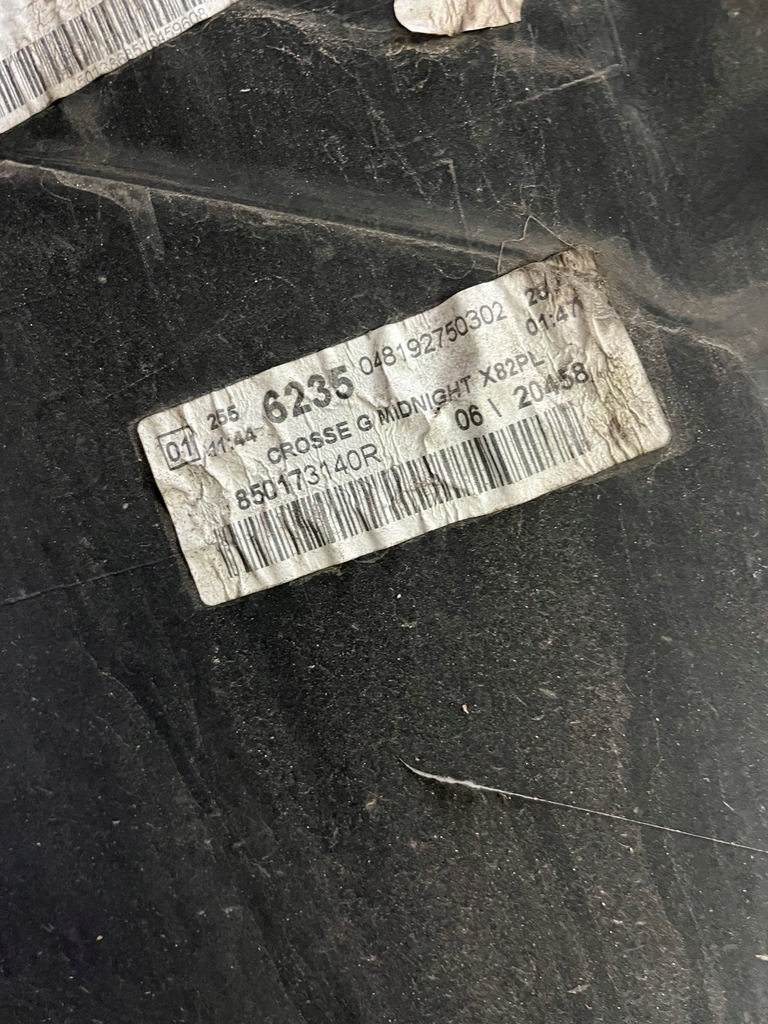 01 255 6235 048192750302
11:44 01:47
CROSSE G MIDNIGHT X82PL
850173140R 06 \ 20458